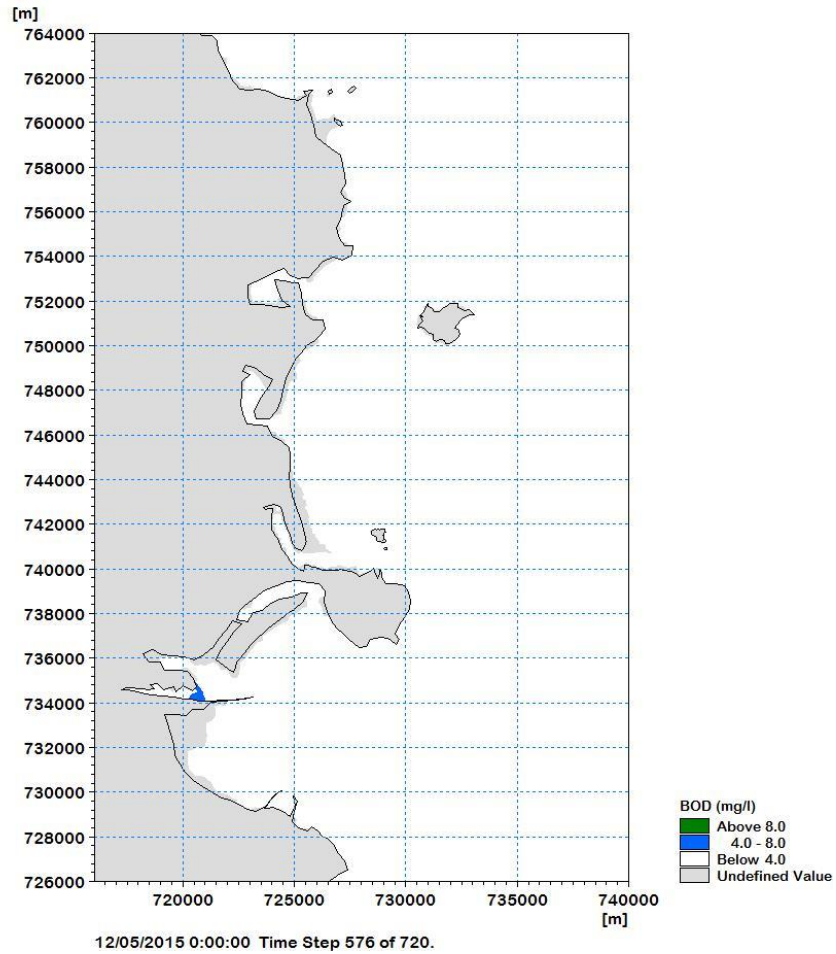 [m]
764000
762000
760000
758000
756000
754000
752000
750000
748000
746000
744000
742000
740000
738000
736000
734000
732000
730000
728000
726000
720000 725000 730000 735000 740000
[m]
BOD (mg/l)
Above 8.0
4.0 - 8.0
Below 4.0
Undefined Value
12/05/2015 0:00:00 Time Step 576 of 720.